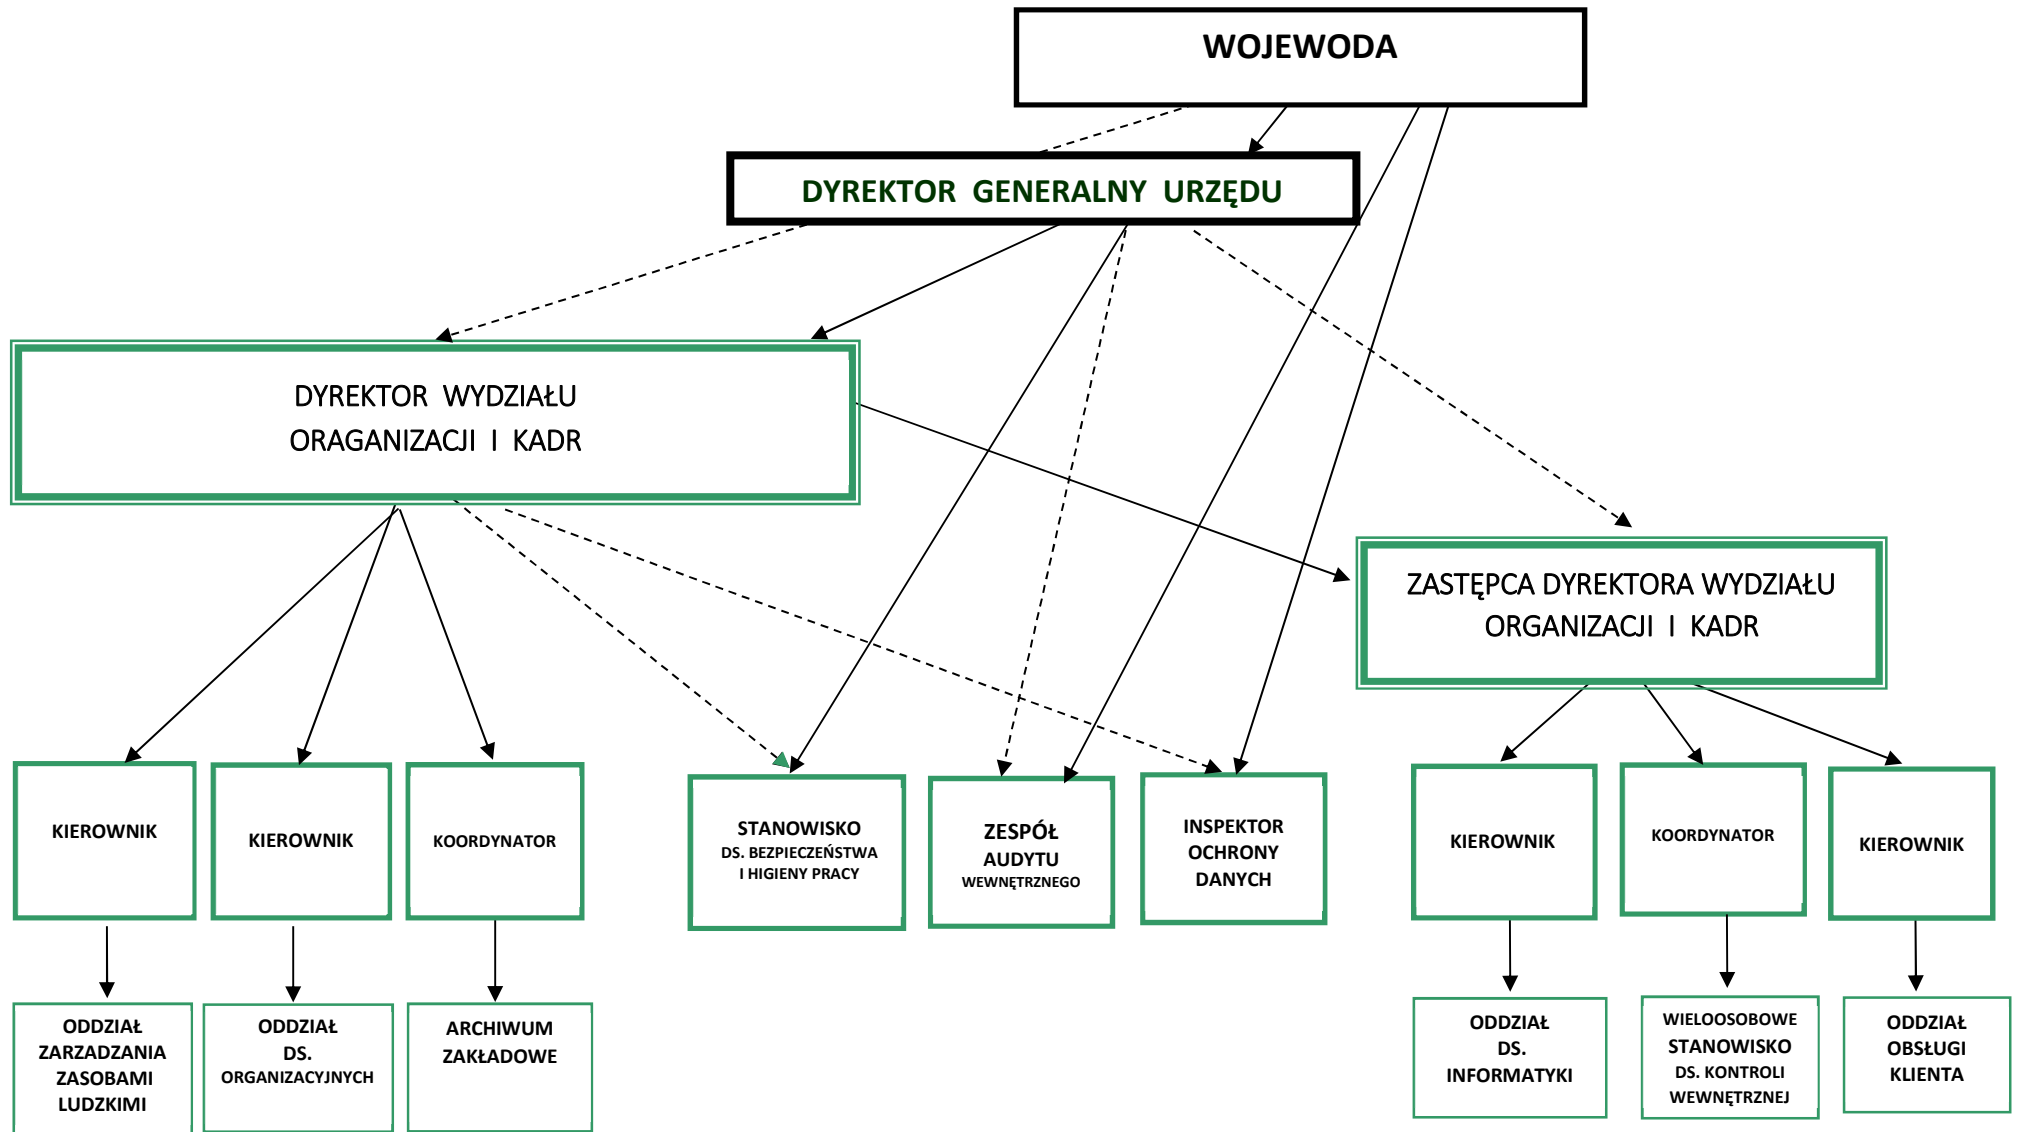 WOJEWODA
DYREKTOR GENERALNY URZĘDU
DYREKTOR WYDZIAŁU
ORAGANIZACJI I KADR
ZASTĘPCA DYREKTORA WYDZIAŁU
ORGANIZACJI I KADR
KIEROWNIK
KIEROWNIK
KOORDYNATOR
STANOWISKO
DS. BEZPIECZEŃSTWA
I HIGIENY PRACY
ZESPÓŁ
AUDYTU
WEWNĘTRZNEGO
INSPEKTOR
OCHRONY
DANYCH
KIEROWNIK
KOORDYNATOR
KIEROWNIK
ODDZIAŁ
ZARZADZANIA
ZASOBAMI
LUDZKIMI
ODDZIAŁ
DS.
ORGANIZACYJNYCH
ARCHIWUM
ZAKŁADOWE
ODDZIAŁ
DS.
INFORMATYKI
WIELOOSOBOWE
STANOWISKO
DS. KONTROLI
WEWNĘTRZNEJ
ODDZIAŁ
OBSŁUGI
KLIENTA